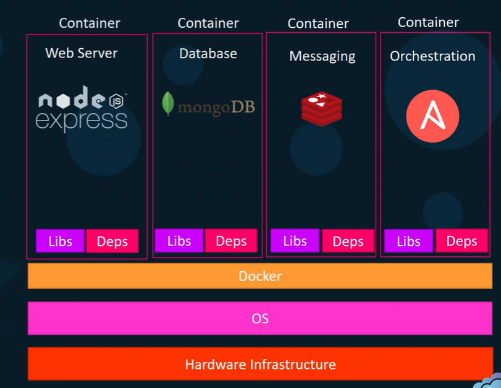 Container
Container
Container
Container
Web Server
Database
Messaging
Orchestration
node JS
express
mongoDB
A
Libs
Deps
Libs
Deps
Libs
Deps
Libs
Deps
Docker
OS
Hardware Infrastructure